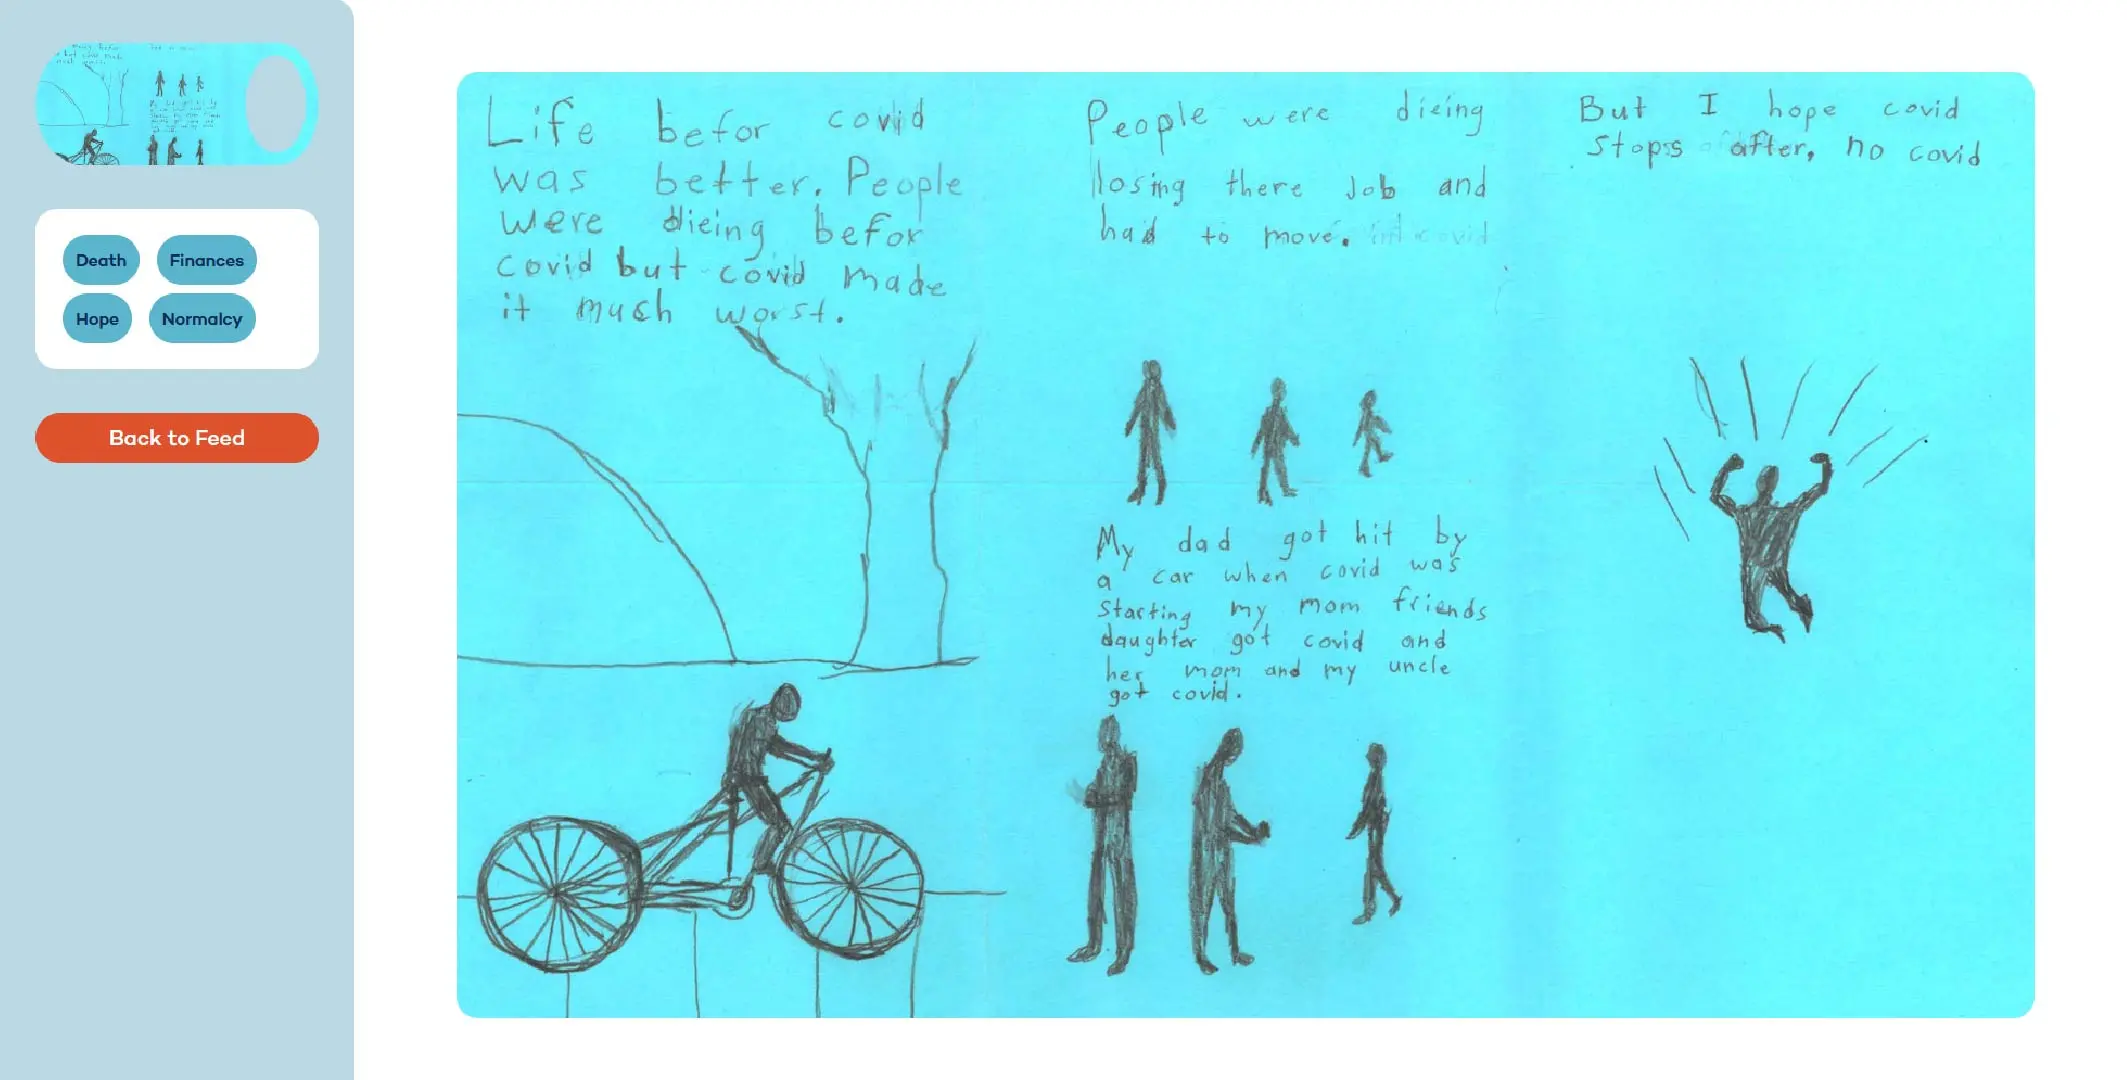 Death
Finances
Hope
Normalcy
Back to Feed
Life befor covid
was better. People
were dieing befor
covid but covid made
it much worst.
People were dieing
losing there Job and
had to move.
My dad got hit by
a car when covid was
starting my mom friends
daughter got covid and
her mom and my uncle
got covid.
But I hope covid
stops after, no covid